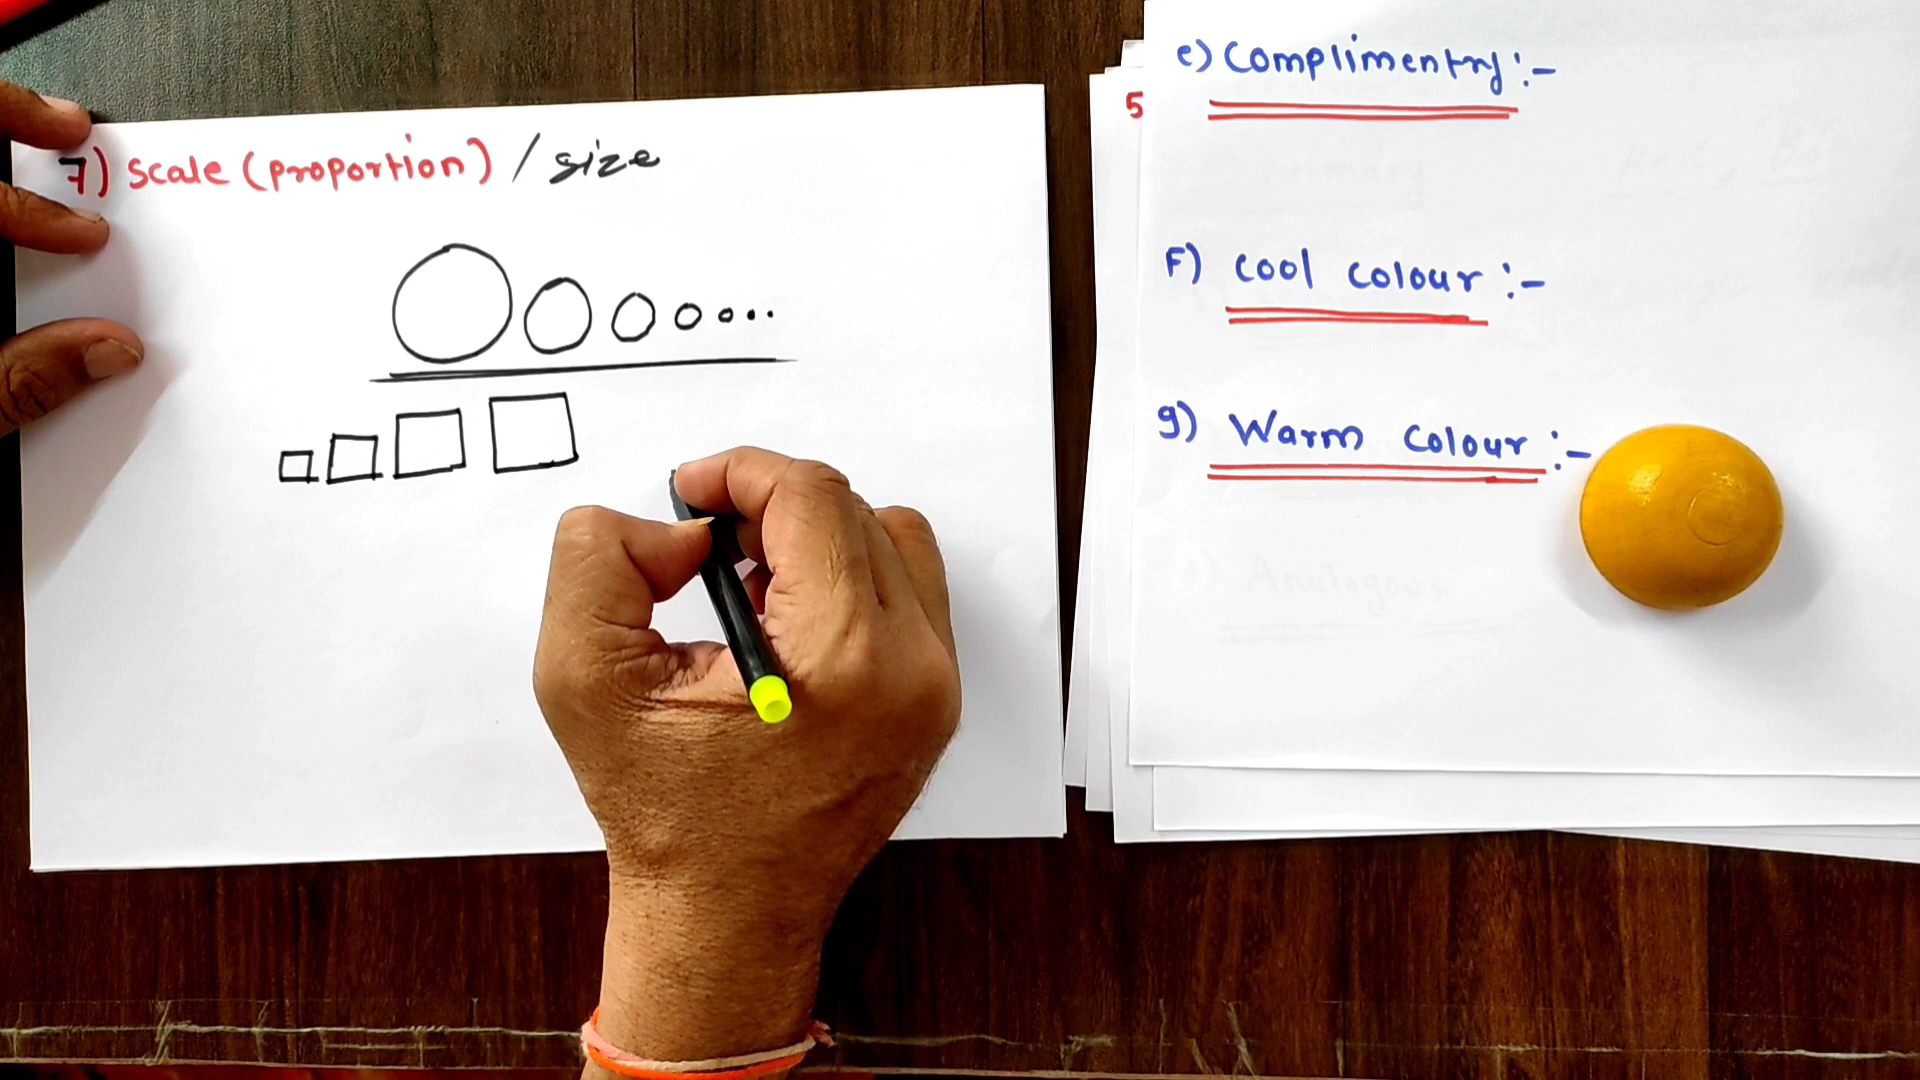 7) Scale (proportion) / size
5
e) Complimentry :-
F) Cool colour :-
g) Warm colour :-